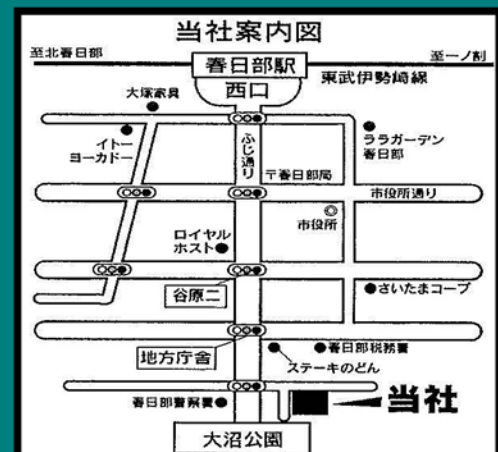 当社案内図
至北春日部
春日部駅
至一ノ割
東武伊勢崎線
西口
大塚家具
イトー
ヨーカドー
ふじ通り
ララガーデン
春日部
〒春日部局
市役所通り
市役所
ロイヤル
ホスト
谷原二
さいたまコープ
地方庁舎
春日部税務署
ステーキのどん
春日部警察署
当社
大沼公園